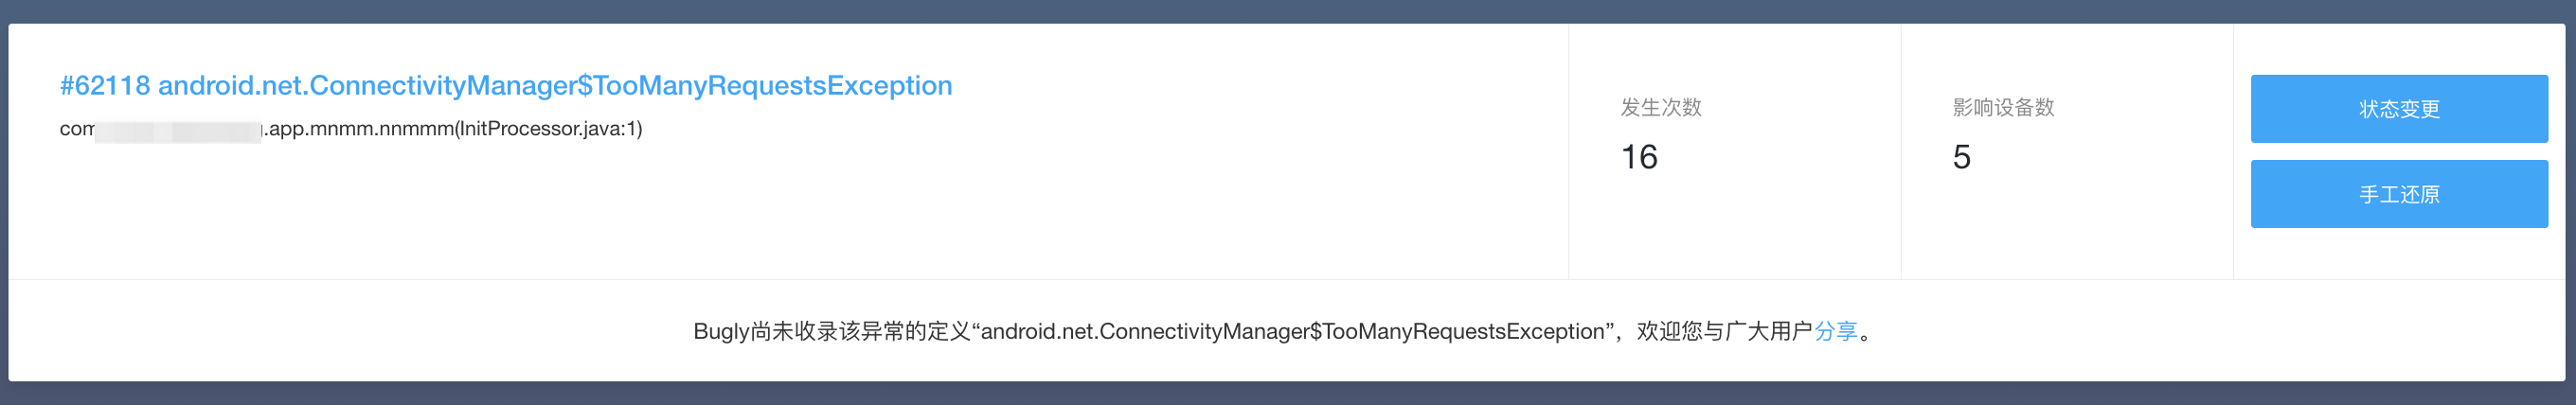 #62118 android.net.ConnectivityManager$TooManyRequestsException
com .app.mnmm.nnmmm(InitProcessor.java:1)
发生次数
16
影响设备数
5
状态变更
手工还原
Bugly尚未收录该异常的定义“android.net.ConnectivityManager$TooManyRequestsException”，欢迎您与广大用户分享。